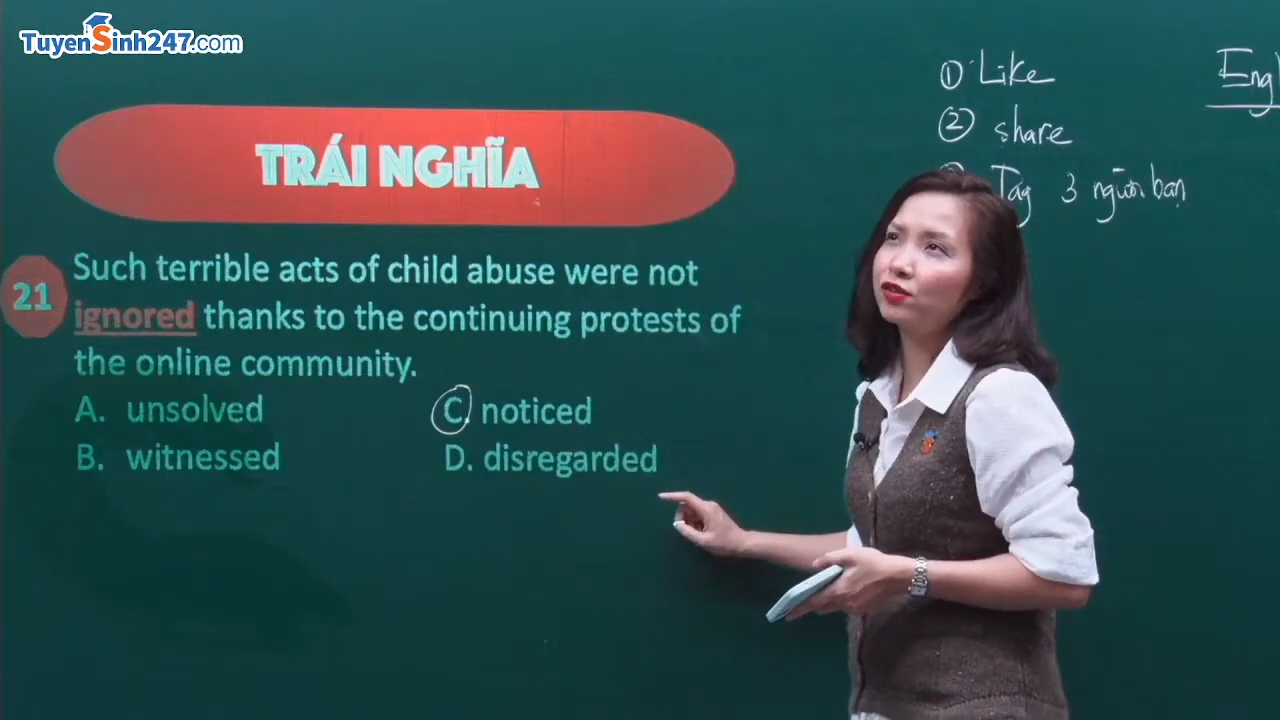 TuyenSinh247.com
① Like
② share
Tag 3 người bạn
TRÁI NGHĨA
21
Such terrible acts of child abuse were not
ignored thanks to the continuing protests of
the online community.
A. unsolved
C. noticed
B. witnessed
D. disregarded